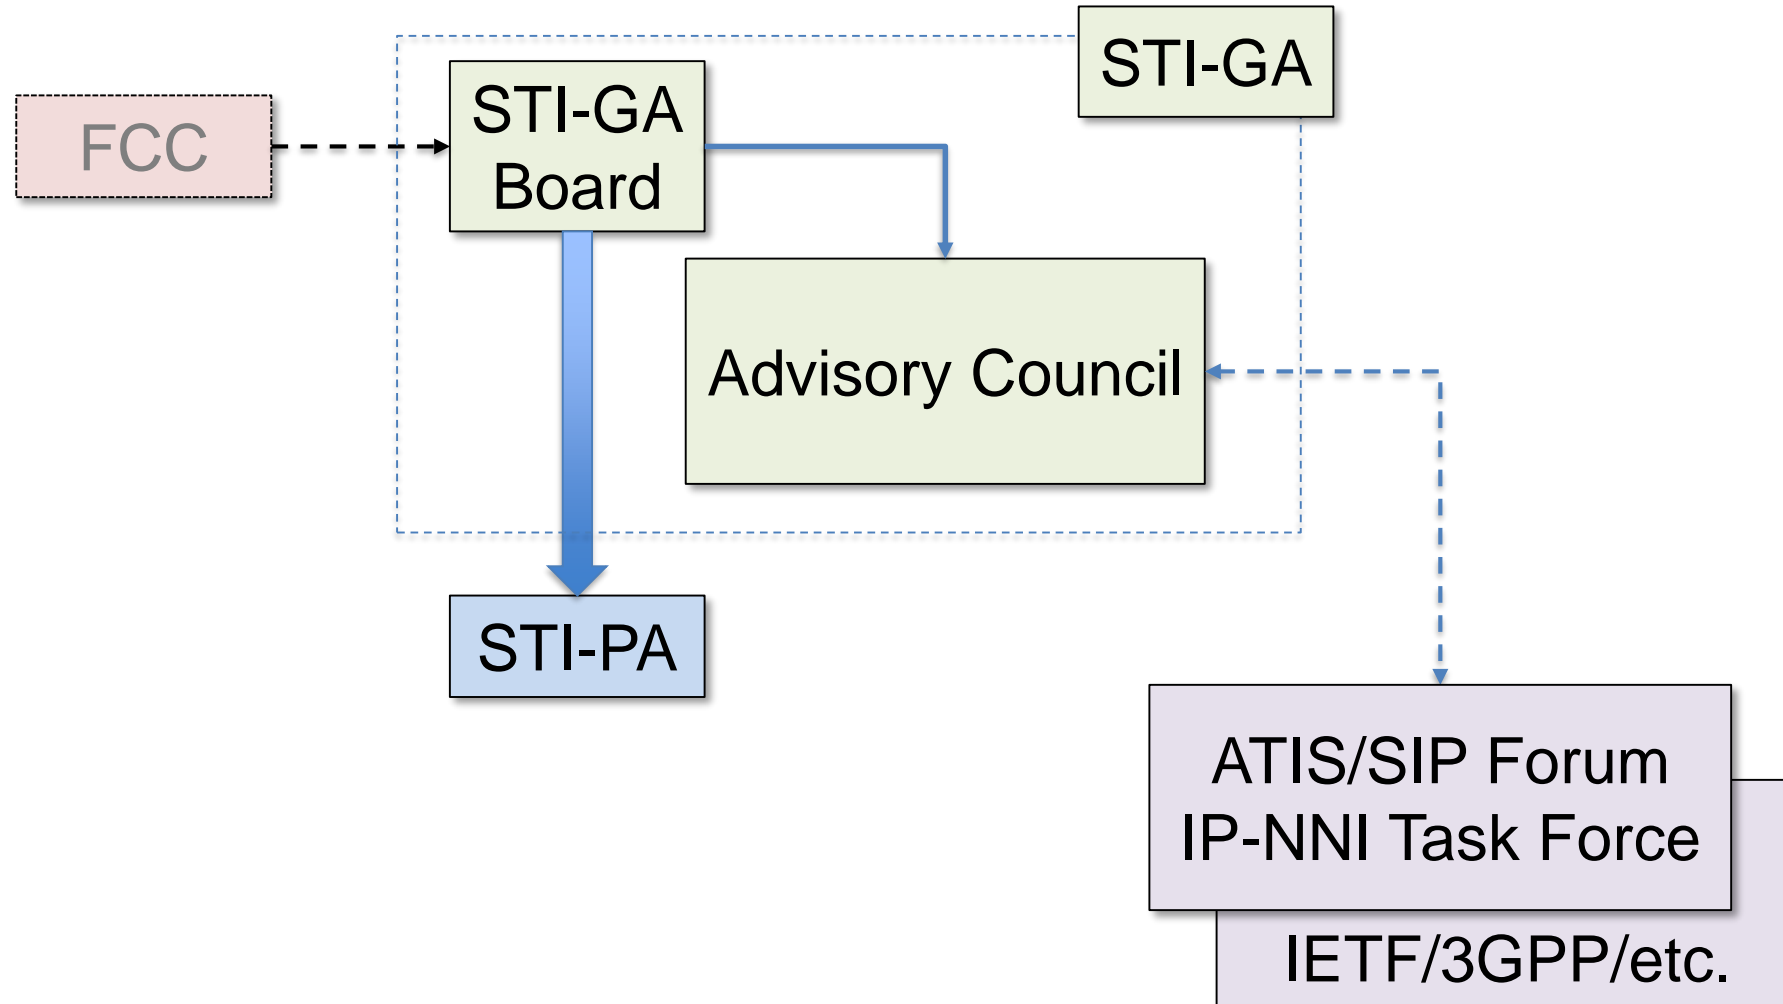 STI-GA
FCC
STI-GA
Board
Advisory Council
STI-PA
ATIS/SIP Forum
IP-NNI Task Force
IETF/3GPP/etc.